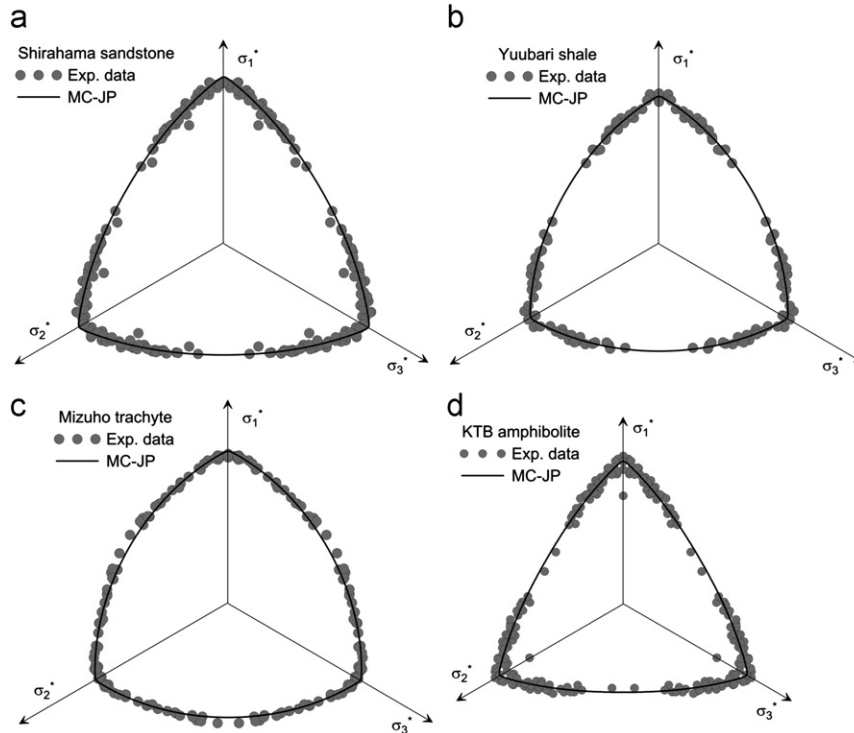 a
Shirahama sandstone
Exp. data
MC-JP
σ1*
σ2*
σ3*
b
Yuubari shale
Exp. data
MC-JP
σ1*
σ2*
σ3*
c
Mizuho trachyte
Exp. data
MC-JP
σ1*
σ2*
σ3*
d
KTB amphibolite
Exp. data
MC-JP
σ1*
σ2*
σ3*